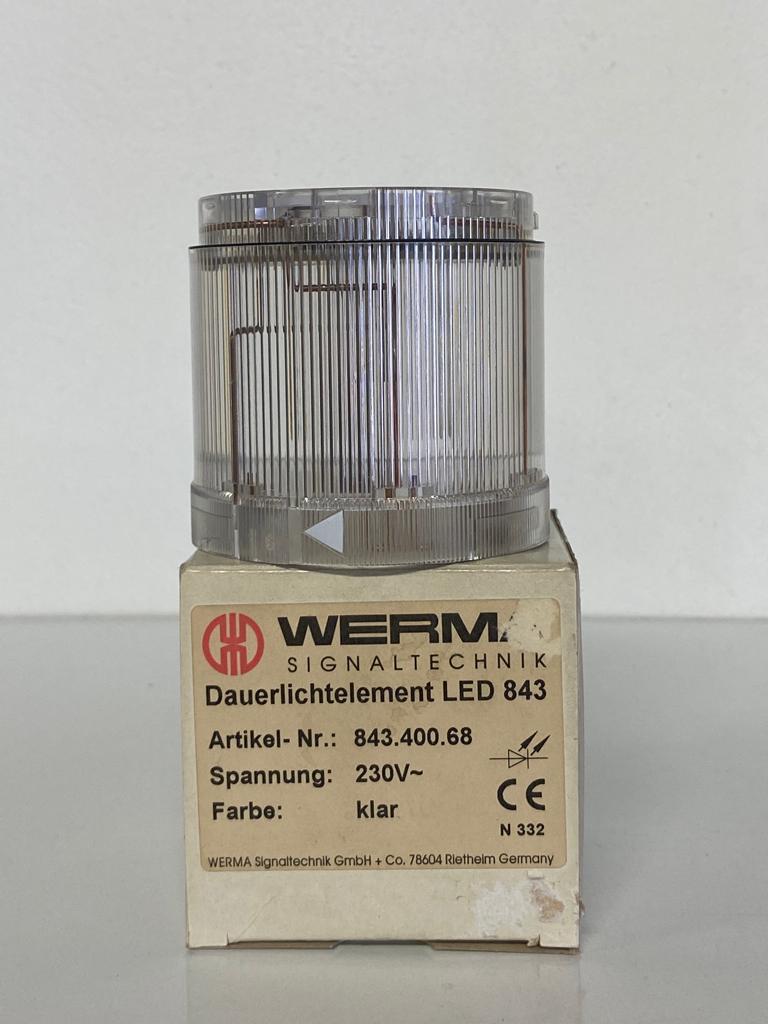 WERMA
SIGNALTECHNIK
Dauerlichtelement LED 843
Artikel- Nr.: 843.400.68
Spannung: 230V~
Farbe: klar
CE
N 332
WERMA Signaltechnik GmbH + Co. 78604 Rietheim Germany